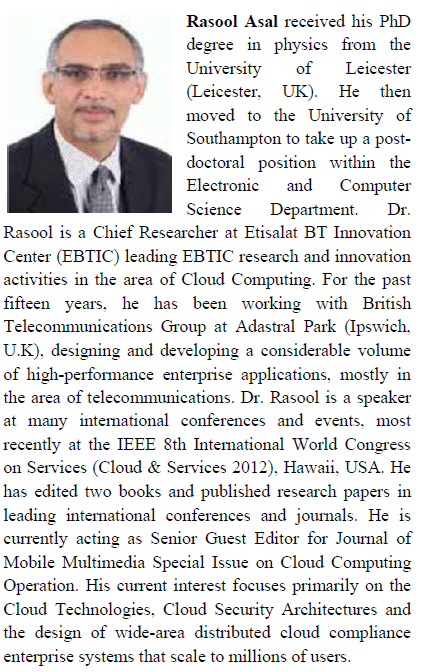 Rasool Asal received his PhD
degree in physics from the
University of Leicester
(Leicester, UK). He then
moved to the University of
Southampton to take up a post-
doctoral position within the
Electronic and Computer
Science Department. Dr.
Rasool is a Chief Researcher at Etisalat BT Innovation
Center (EBTIC) leading EBTIC research and innovation
activities in the area of Cloud Computing. For the past
fifteen years, he has been working with British
Telecommunications Group at Adastral Park (Ipswich,
U.K), designing and developing a considerable volume
of high-performance enterprise applications, mostly in
the area of telecommunications. Dr. Rasool is a speaker
at many international conferences and events, most
recently at the IEEE 8th International World Congress
on Services (Cloud & Services 2012), Hawaii, USA. He
has edited two books and published research papers in
leading international conferences and journals. He is
currently acting as Senior Guest Editor for Journal of
Mobile Multimedia Special Issue on Cloud Computing
Operation. His current interest focuses primarily on the
Cloud Technologies, Cloud Security Architectures and
the design of wide-area distributed cloud compliance
enterprise systems that scale to millions of users.